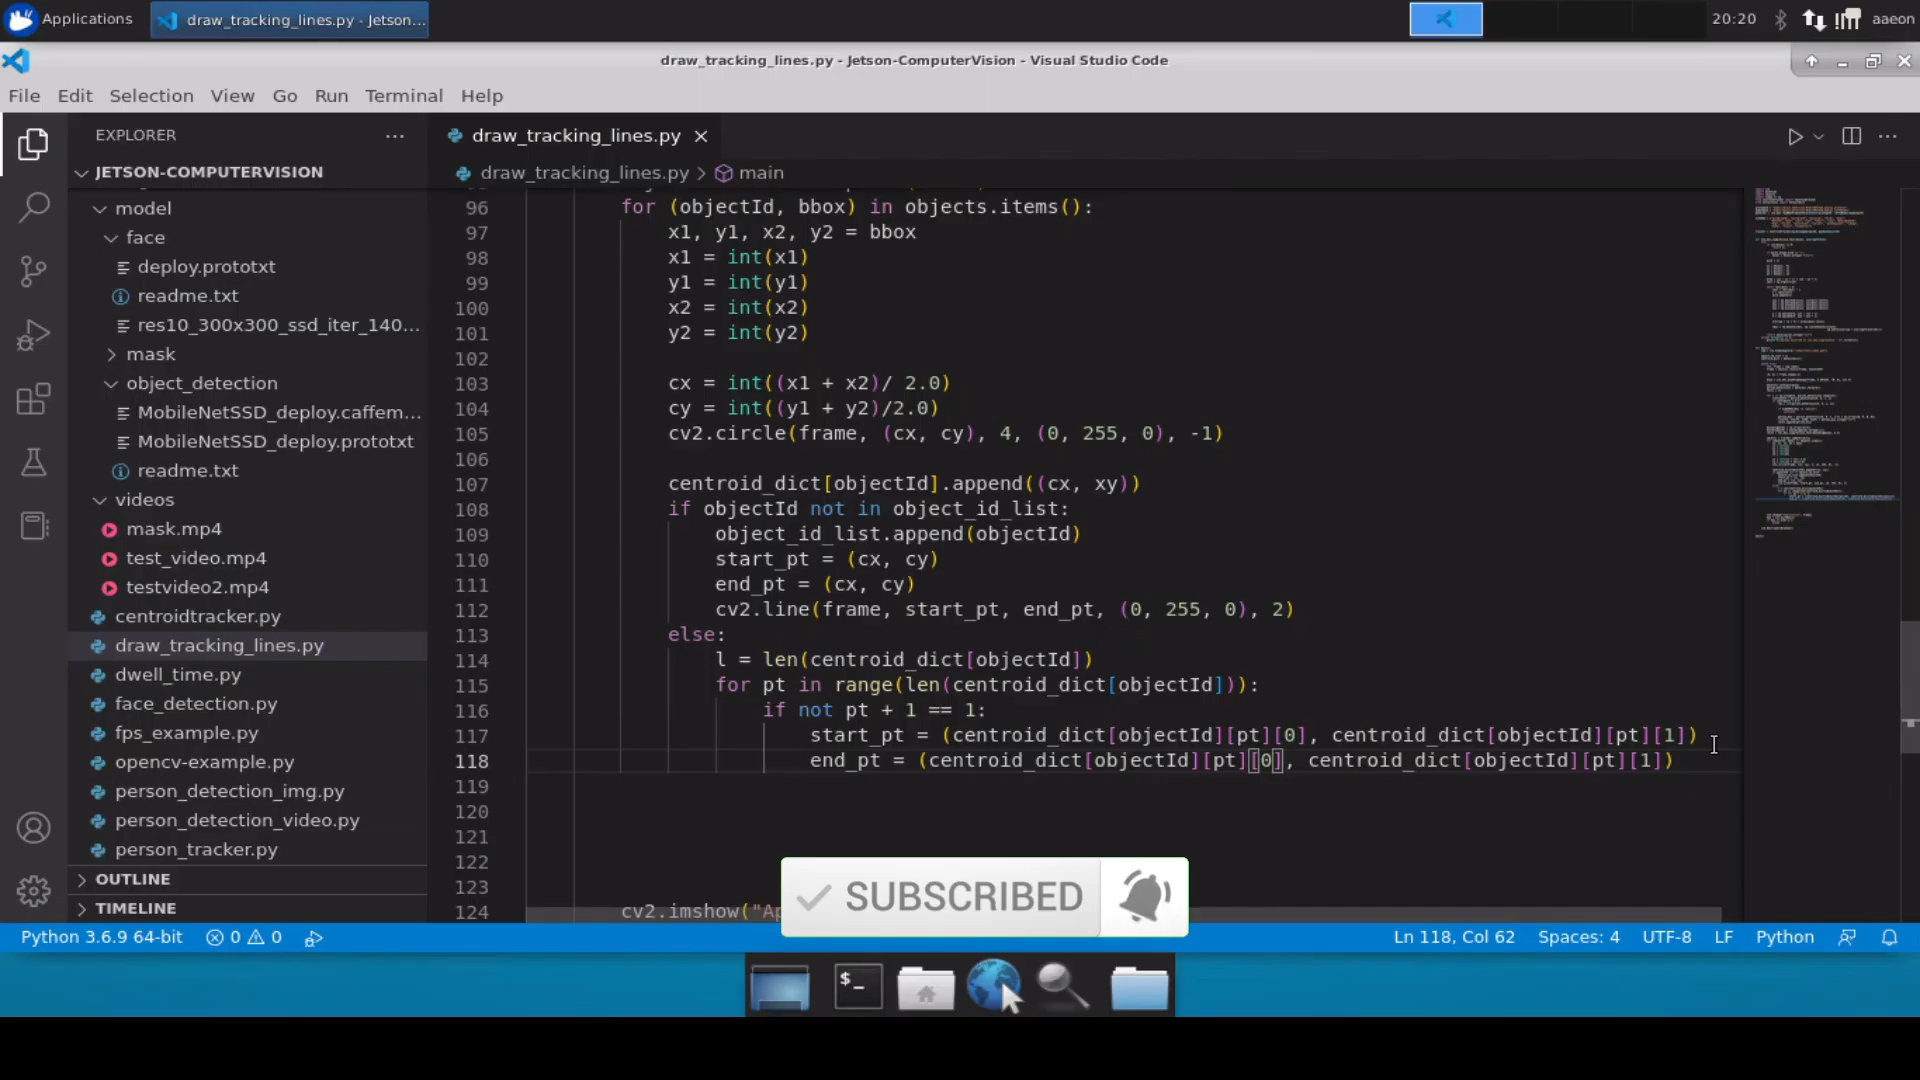 Applications
draw_tracking_lines.py - Jetson...
20:20
aaeon
draw_tracking_lines.py - Jetson-ComputerVision - Visual Studio Code
File Edit Selection View Go Run Terminal Help
EXPLORER
JETSON-COMPUTERVISION
model
face
deploy.prototxt
readme.txt
res10_300x300_ssd_iter_140...
mask
object_detection
MobileNetSSD_deploy.caffem...
MobileNetSSD_deploy.prototxt
readme.txt
videos
mask.mp4
test_video.mp4
testvideo2.mp4
centroidtracker.py
draw_tracking_lines.py
dwell_time.py
face_detection.py
fps_example.py
opencv-example.py
person_detection_img.py
person_detection_video.py
person_tracker.py
OUTLINE
TIMELINE
draw_tracking_lines.py
draw_tracking_lines.py > main
96 for (objectId, bbox) in objects.items():
97 x1, y1, x2, y2 = bbox
98 x1 = int(x1)
99 y1 = int(y1)
100 x2 = int(x2)
101 y2 = int(y2)
102
103 cx = int((x1 + x2)/ 2.0)
104 cy = int((y1 + y2)/2.0)
105 cv2.circle(frame, (cx, cy), 4, (0, 255, 0), -1)
106
107 centroid_dict[objectId].append((cx, xy))
108 if objectId not in object_id_list:
109 object_id_list.append(objectId)
110 start_pt = (cx, cy)
111 end_pt = (cx, cy)
112 cv2.line(frame, start_pt, end_pt, (0, 255, 0), 2)
113 else:
114 l = len(centroid_dict[objectId])
115 for pt in range(len(centroid_dict[objectId])):
116 if not pt + 1 == 1:
117 start_pt = (centroid_dict[objectId][pt][0], centroid_dict[objectId][pt][1])
118 end_pt = (centroid_dict[objectId][pt][0], centroid_dict[objectId][pt][1])
119
120
121
122
123
124 cv2.imshow("Ap
SUBSCRIBED
Python 3.6.9 64-bit 0 0
Ln 118, Col 62 Spaces: 4 UTF-8 LF Python
$_